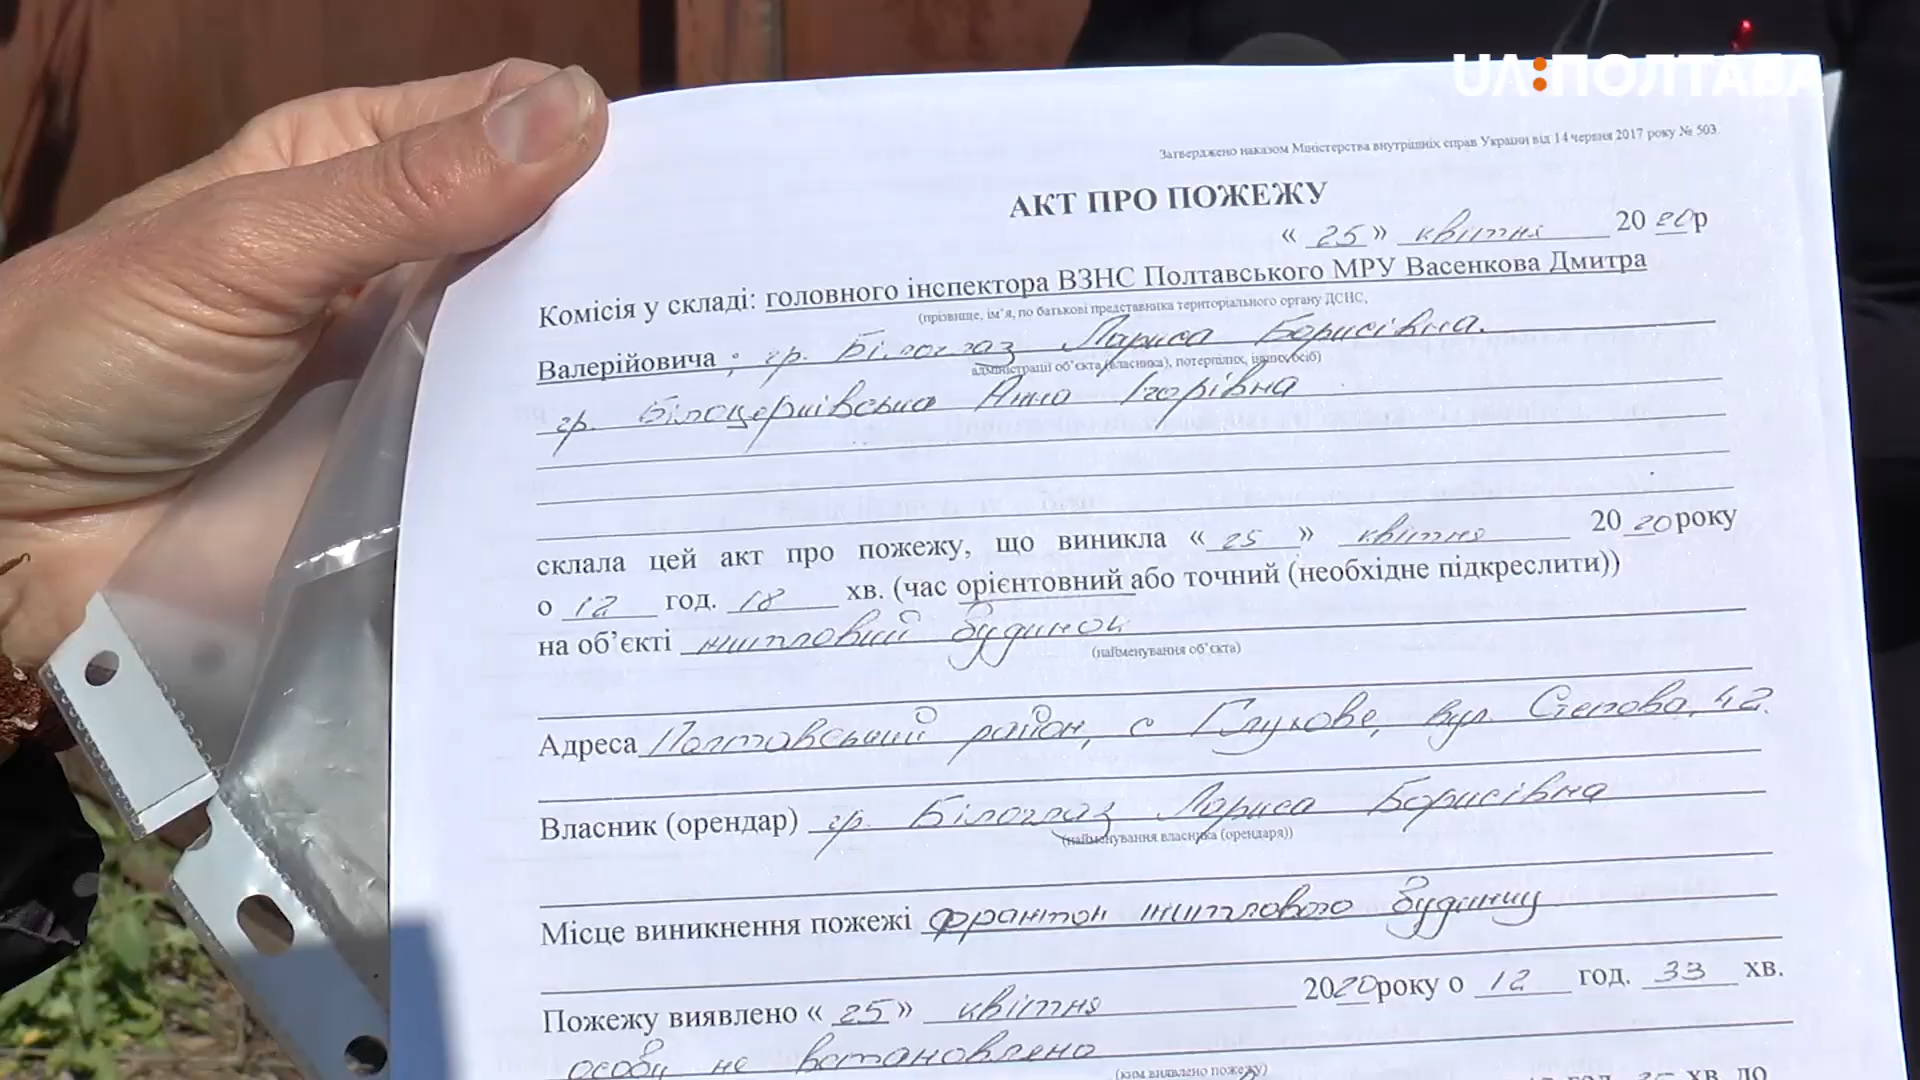 UA:ПОЛТАВА
Затверджено наказом Міністерства внутрішніх справ України від 14 червня 2017 року № 503.
АКТ ПРО ПОЖЕЖУ
« 25 » квітня 2020р
Комісія у складі: головного інспектора ВЗНС Полтавського МРУ Васенкова Дмитра
(прізвище, ім’я, по батькові представника територіального органу ДСНС,
Валерійовича ; гр. Білоглаз Лариса Борисівна.
адміністрації об’єкта (власника), потерпілих, інших осіб)
гр. Білоцерківська Анна Ігорівна
склала цей акт про пожежу, що виникла « 25 » квітня 2020 року
о 12 год. 18 хв. (час орієнтовний або точний (необхідне підкреслити))
на об’єкті житловий будинок
(найменування об’єкта)
Адреса Полтавський район, с Глухове, вул. Степова, 42.
Власник (орендар) гр. Білоглаз Лариса Борисівна
(найменування власника (орендаря))
Місце виникнення пожежі фронтон житлового будинку
Пожежу виявлено « 25 » квітня 2020 року о 12 год. 33 хв.
особу не встановлено
(ким виявлено пожежу)
год. хв. до